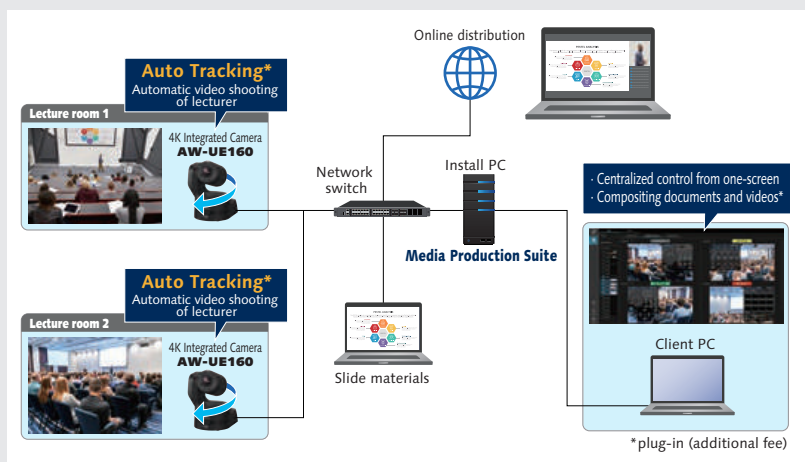 Online distribution
Auto Tracking*
Automatic video shooting
of lecturer
Lecture room 1
4K Integrated Camera
AW-UE160
Network
switch
Install PC
Media Production Suite
· Centralized control from one-screen
· Compositing documents and videos*
Auto Tracking*
Automatic video shooting
of lecturer
Lecture room 2
4K Integrated Camera
AW-UE160
Slide materials
Client PC
*plug-in (additional fee)